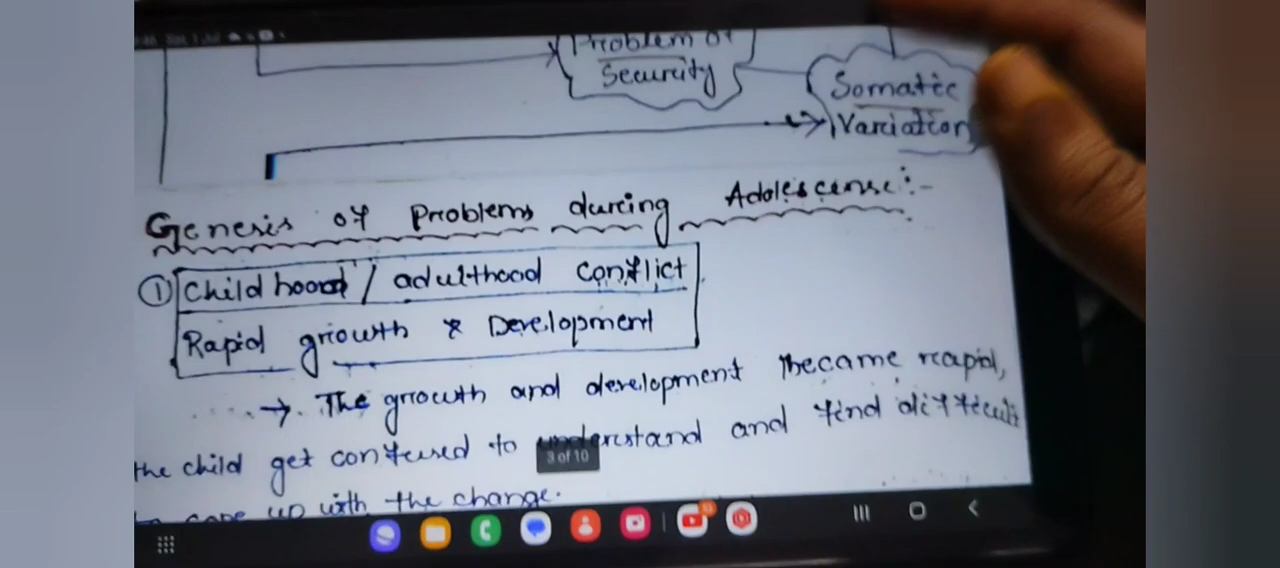 Problem of
Security
Somatic
Variation
Genesis of Problems during Adolescense:-
① Childhood / adulthood conflict
Rapid growth & Development
→ The growth and development became rapid,
the child get confused to understand and find difficult
to cope up with the change.
3 of 10